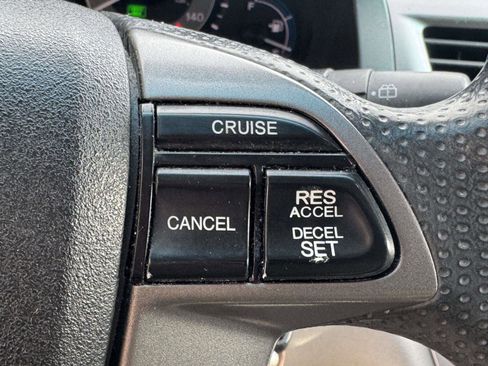 140
F
CRUISE
CANCEL
RES
ACCEL
DECEL
SET